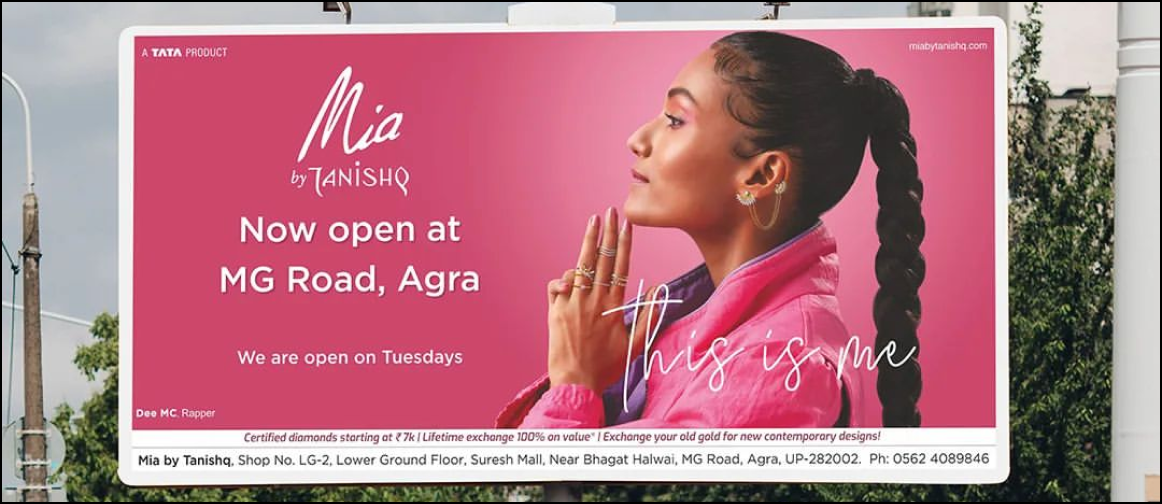 A TATA PRODUCT
miabytanishq.com
Mia
by TANISHQ
Now open at
MG Road, Agra
We are open on Tuesdays
this is me
Dee MC, Rapper
Certified diamonds starting at ₹7k | Lifetime exchange 100% on value* | Exchange your old gold for new contemporary designs!
Mia by Tanishq, Shop No. LG-2, Lower Ground Floor, Suresh Mall, Near Bhagat Halwai, MG Road, Agra, UP-282002. Ph: 0562 4089846